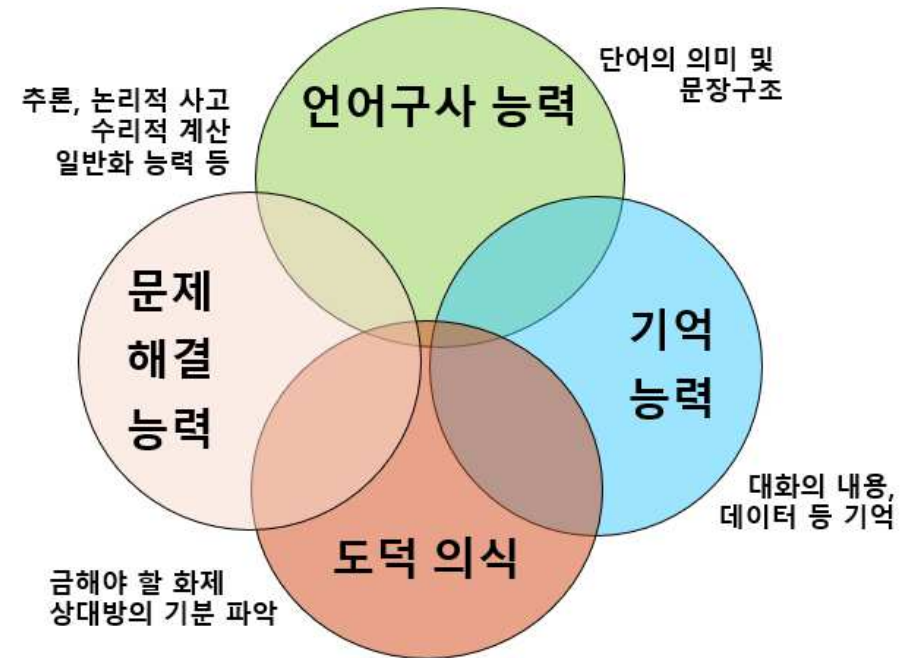 언어구사 능력
단어의 의미 및
문장구조
추론, 논리적 사고
수리적 계산
일반화 능력 등
문제
해결
능력
기억
능력
대화의 내용,
데이터 등 기억
도덕 의식
금해야 할 화제
상대방의 기분 파악